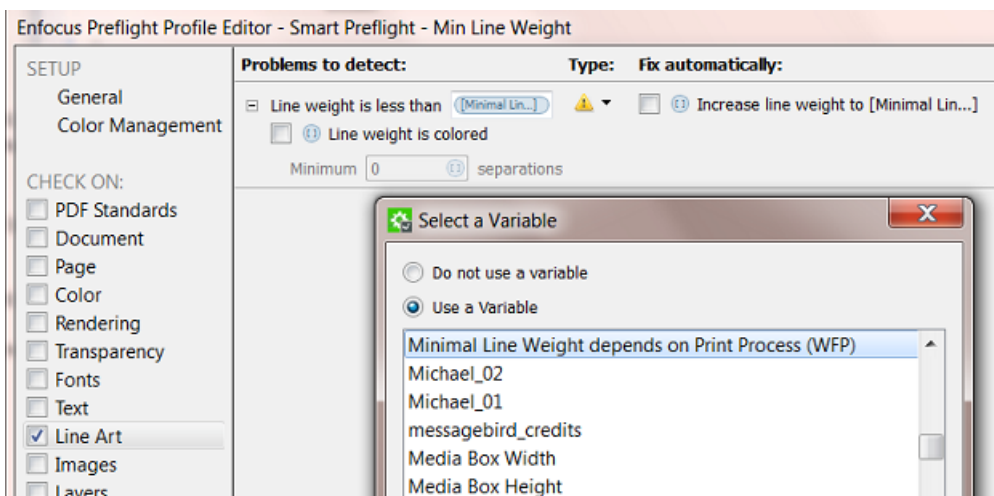 Enfocus Preflight Profile Editor - Smart Preflight - Min Line Weight
SETUP
General
Color Management
CHECK ON:
PDF Standards
Document
Page
Color
Rendering
Transparency
Fonts
Text
Line Art
Images
Layers
Problems to detect: Type: Fix automatically:
Line weight is less than [Minimal Lin...] Increase line weight to [Minimal Lin...]
Line weight is colored
Minimum 0 separations
Select a Variable
Do not use a variable
Use a Variable
Minimal Line Weight depends on Print Process (WFP)
Michael_02
Michael_01
messagebird_credits
Media Box Width
Media Box Height